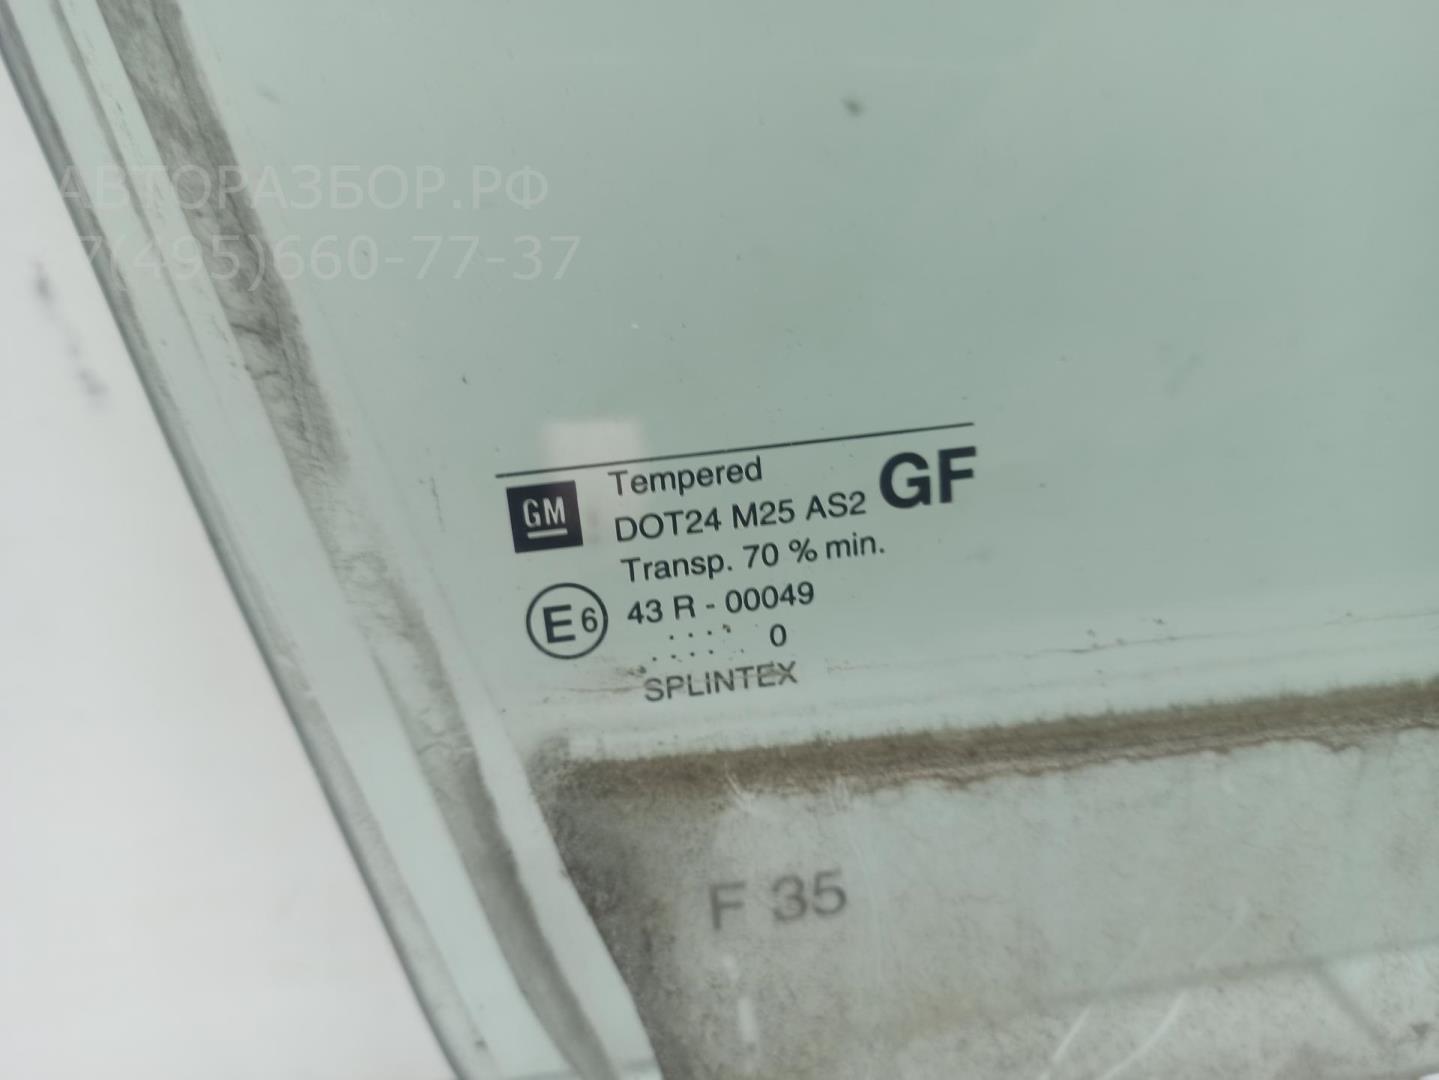 АВТОРАЗБОР.РФ
7(495)660-77-37
Tempered
GF
GM
DOT24 M25 AS2
Transp. 70 % min.
E6
43 R - 00049
.. .... 0
SPLINTEX
F 35